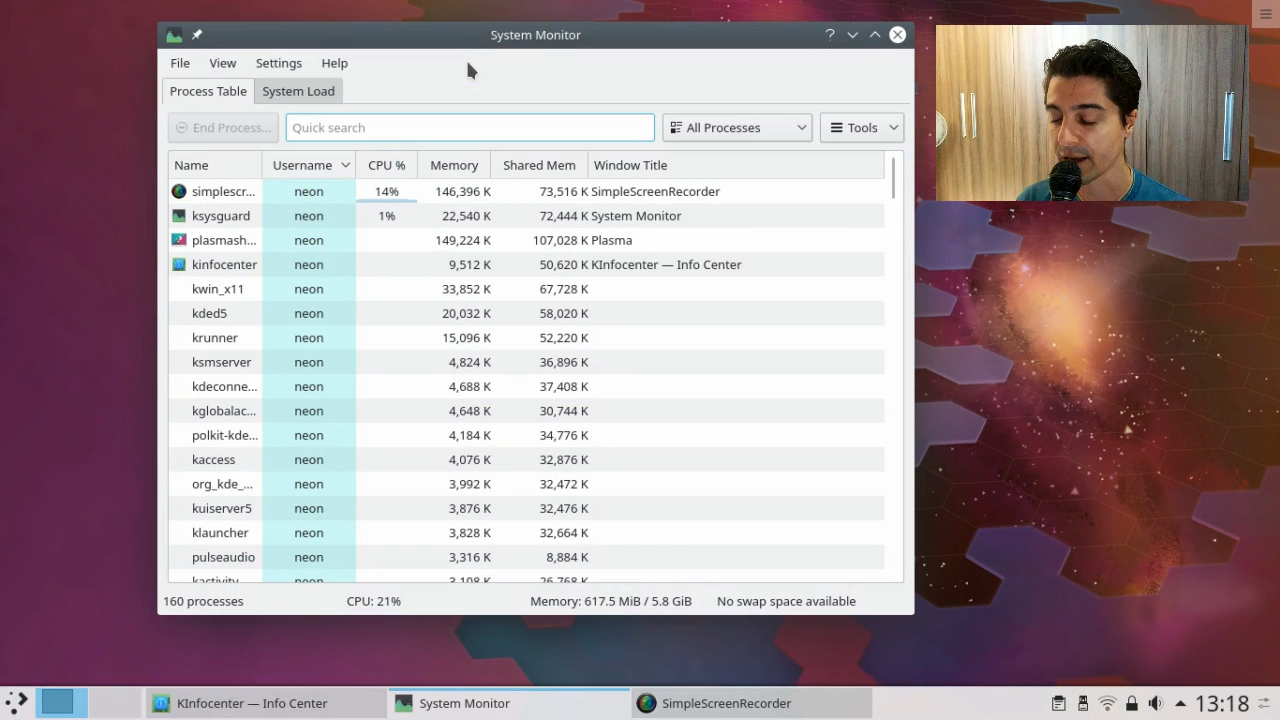 System Monitor
File View Settings Help
Process Table System Load
End Process... Quick search All Processes Tools
Name Username CPU % Memory Shared Mem Window Title
simplescr... neon 14% 146,396 K 73,516 K SimpleScreenRecorder
ksysguard neon 1% 22,540 K 72,444 K System Monitor
plasmash... neon 149,224 K 107,028 K Plasma
kinfocenter neon 9,512 K 50,620 K KInfocenter — Info Center
kwin_x11 neon 33,852 K 67,728 K
kded5 neon 20,032 K 58,020 K
krunner neon 15,096 K 52,220 K
ksmserver neon 4,824 K 36,896 K
kdeconne... neon 4,688 K 37,408 K
kglobalac... neon 4,648 K 30,744 K
polkit-kde... neon 4,184 K 34,776 K
kaccess neon 4,076 K 32,876 K
org_kde_... neon 3,992 K 32,472 K
kuiserver5 neon 3,876 K 32,476 K
klauncher neon 3,828 K 32,664 K
pulseaudio neon 3,316 K 8,884 K
kactivity neon 3,108 K 26,768 K
160 processes CPU: 21% Memory: 617.5 MiB / 5.8 GiB No swap space available
KInfocenter — Info Center System Monitor SimpleScreenRecorder 13:18